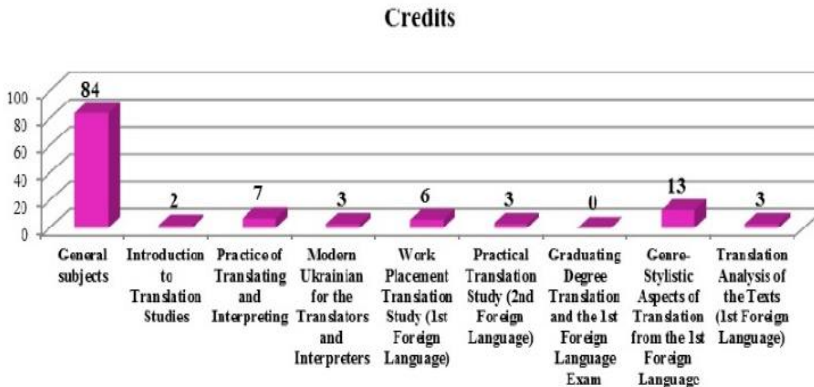 Credits
84
2
7
3
6
3
0
13
3
100
80
60
40
20
0
General
subjects
Introduction
to
Translation
Studies
Practice of
Translating
and
Interpreting
Modern
Ukrainian
for the
Translators
and
Interpreters
Work
Placement
Translation
Study (1st
Foreign
Language)
Practical
Translation
Study (2nd
Foreign
Language)
Graduating
Degree
Translation
and the 1st
Foreign
Language
Exam
Genre-
Stylistic
Aspects of
Translation
from the 1st
Foreign
Language
Translation
Analysis of
the Texts
(1st Foreign
Language)